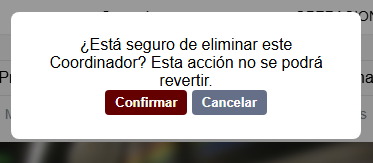 ¿Está seguro de eliminar este
Coordinador? Esta acción no se podrá
revertir.
Confirmar Cancelar